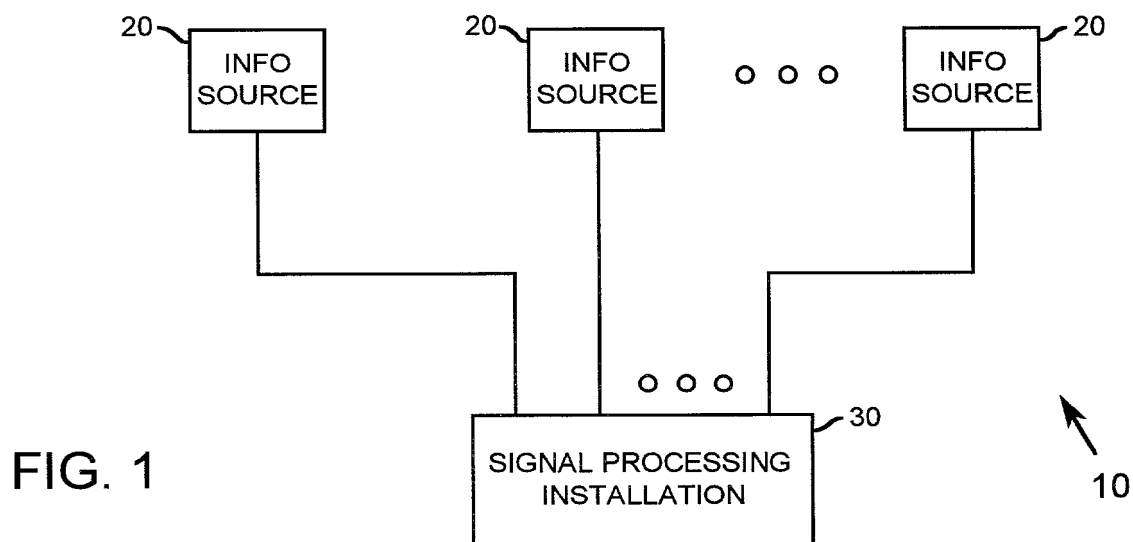 20
INFO
SOURCE
20
INFO
SOURCE
20
INFO
SOURCE
30
SIGNAL PROCESSING
INSTALLATION
FIG. 1
10